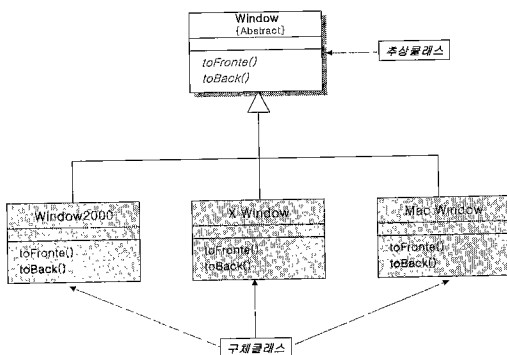 Window
{Abstract}
toFronte()
toBack()
추상클래스
Window2000
toFronte()
toBack()
X Window
toFronte()
toBack()
Mac Window
toFronte()
toBack()
구체클래스